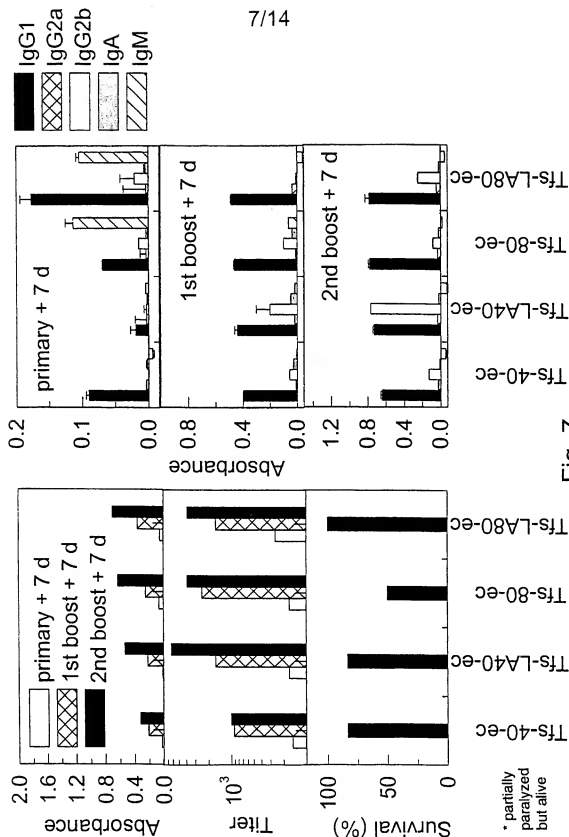 7/14
primary + 7 d
1st boost + 7 d
2nd boost + 7 d
Absorbance
2.0
1.6
1.2
0.8
0.4
0.0
Titer
10³
Survival (%)
100
50
0
Tfs-40-ec
Tfs-LA40-ec
Tfs-80-ec
Tfs-LA80-ec
* partially
paralyzed
but alive
IgG1
IgG2a
IgG2b
IgA
IgM
primary + 7 d
1st boost + 7 d
2nd boost + 7 d
Absorbance
0.2
0.1
0.0
0.8
0.6
0.4
0.2
0.0
1.2
0.8
0.4
0.0
Tfs-40-ec
Tfs-LA40-ec
Tfs-80-ec
Tfs-LA80-ec